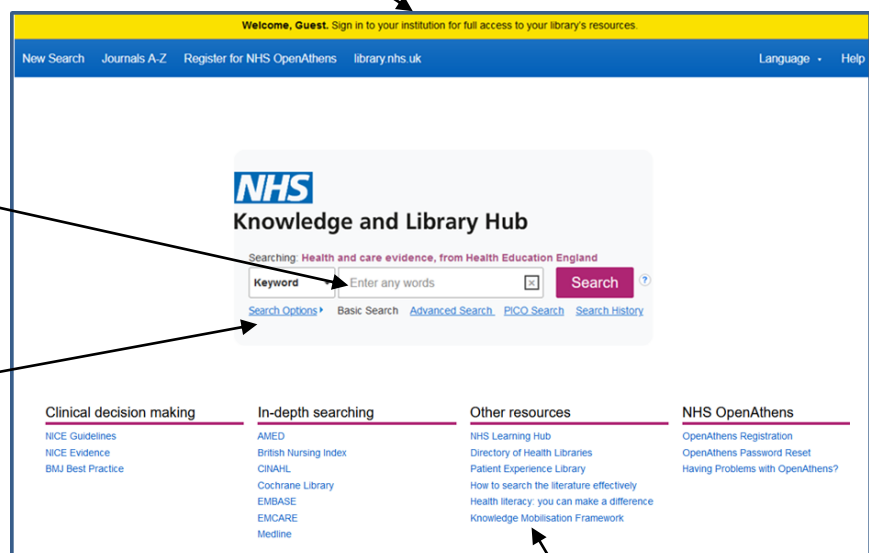 Welcome, Guest. Sign in to your institution for full access to your library's resources.
New Search Journals A-Z Register for NHS OpenAthens library.nhs.uk Language Help
NHS
Knowledge and Library Hub
Searching: Health and care evidence, from Health Education England
Keyword Enter any words Search ?
Search Options Basic Search Advanced Search PICO Search Search History
Clinical decision making
NICE Guidelines
NICE Evidence
BMJ Best Practice
In-depth searching
AMED
British Nursing Index
CINAHL
Cochrane Library
EMBASE
EMCARE
Medline
Other resources
NHS Learning Hub
Directory of Health Libraries
Patient Experience Library
How to search the literature effectively
Health literacy: you can make a difference
Knowledge Mobilisation Framework
NHS OpenAthens
OpenAthens Registration
OpenAthens Password Reset
Having Problems with OpenAthens?